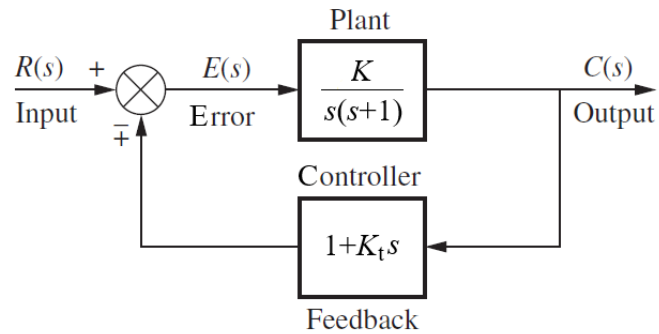 Plant
R(s) + E(s) K C(s)
Input Error s(s+1) Output
∓
Controller
1+Kₜs
Feedback